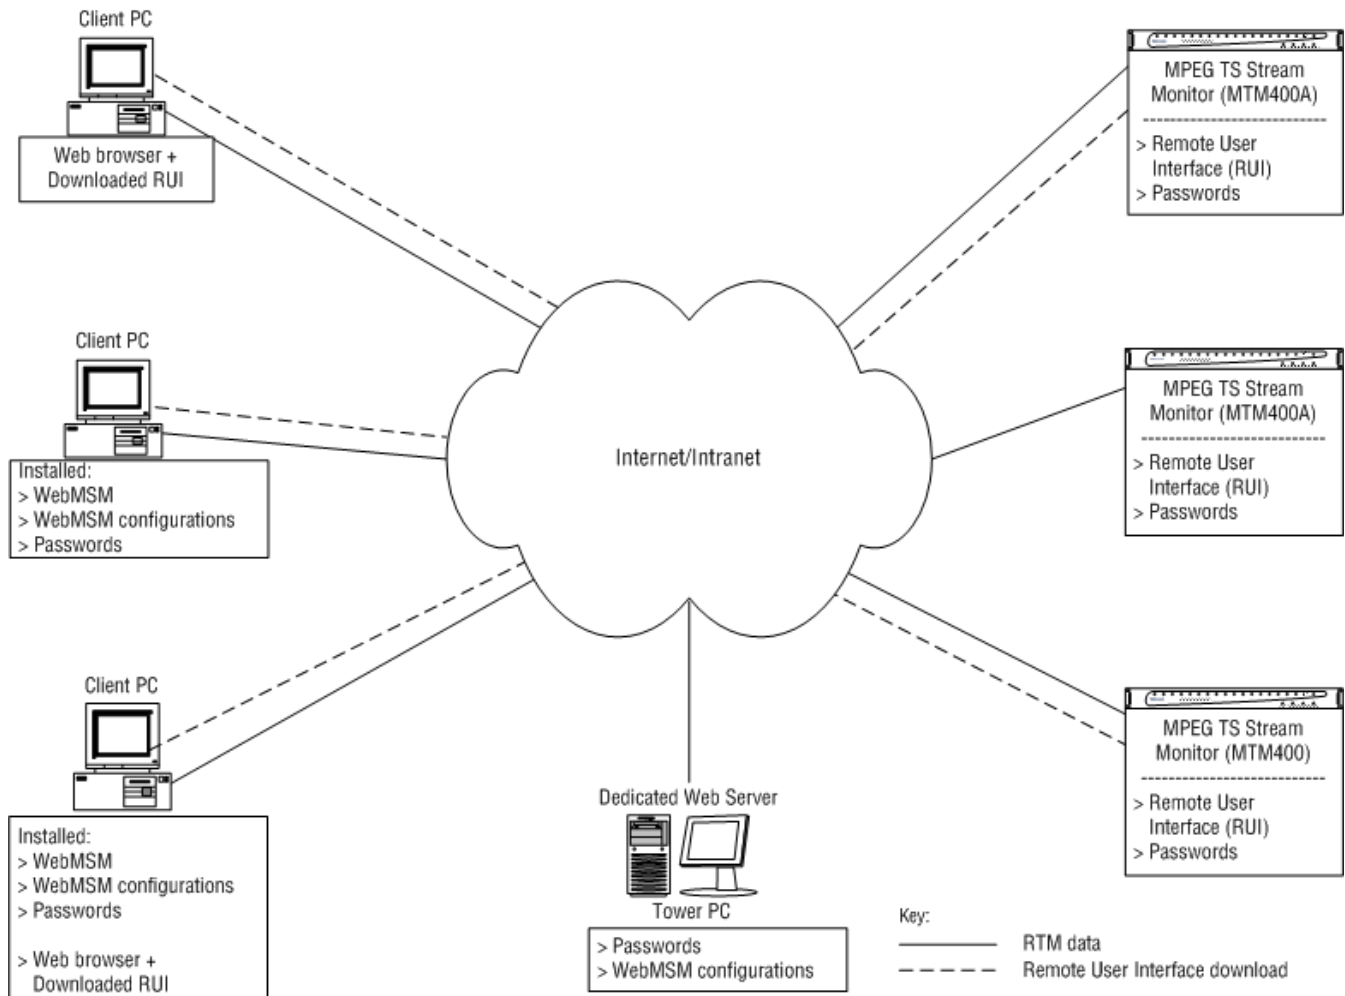 Client PC
Web browser +
Downloaded RUI
Client PC
Installed:
> WebMSM
> WebMSM configurations
> Passwords
Client PC
Installed:
> WebMSM
> WebMSM configurations
> Passwords
> Web browser +
Downloaded RUI
Internet/Intranet
Dedicated Web Server
Tower PC
> Passwords
> WebMSM configurations
MPEG TS Stream
Monitor (MTM400A)
> Remote User
Interface (RUI)
> Passwords
MPEG TS Stream
Monitor (MTM400A)
> Remote User
Interface (RUI)
> Passwords
MPEG TS Stream
Monitor (MTM400)
> Remote User
Interface (RUI)
> Passwords
Key:
RTM data
Remote User Interface download